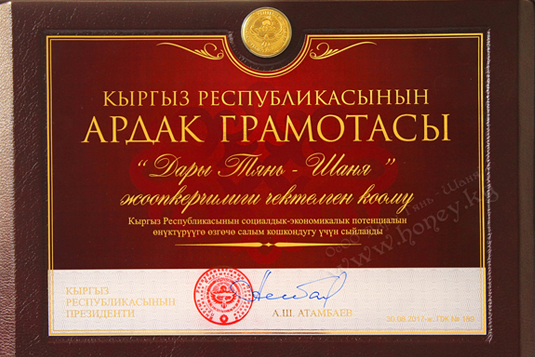 КЫРГЫЗ РЕСПУБЛИКАСЫНЫН
АРДАК ГРАМОТАСЫ
“ Дары Тянь - Шаня ”
жоопкерчилиги чектелген коому
Кыргыз Республикасынын социалдык-экономикалык потенциалын
өнүктүрүүгө өзгөчө салым кошкондугу үчүн сыйланды
КЫРГЫЗ
РЕСПУБЛИКАСЫНЫН
ПРЕЗИДЕНТИ
А.Ш. АТАМБАЕВ
www.honey.kg